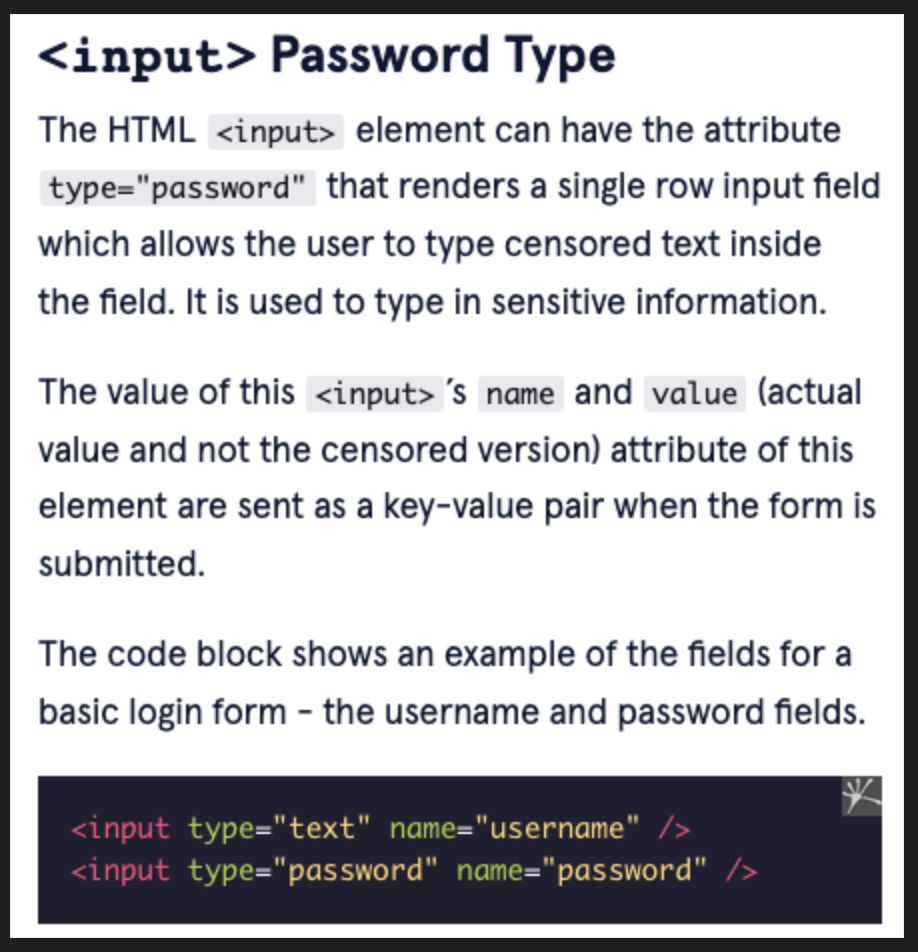 <input> Password Type
The HTML <input> element can have the attribute
type="password" that renders a single row input field
which allows the user to type censored text inside
the field. It is used to type in sensitive information.
The value of this <input>'s name and value (actual
value and not the censored version) attribute of this
element are sent as a key-value pair when the form is
submitted.
The code block shows an example of the fields for a
basic login form - the username and password fields.
<input type="text" name="username" />
<input type="password" name="password" />